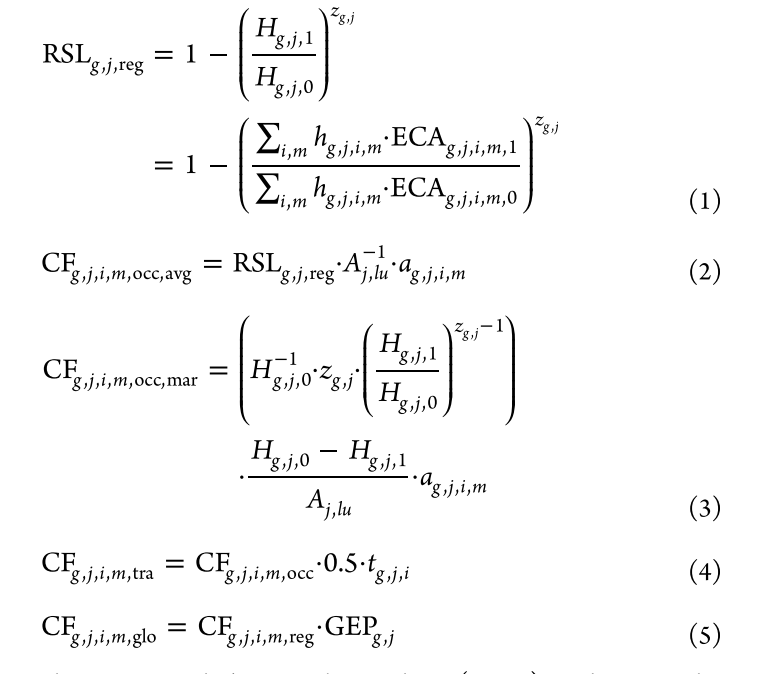 RSL_{g,j,reg} = 1 − (H_{g,j,1} / H_{g,j,0})^{z_{g,j}}
= 1 − (∑_{i,m} h_{g,j,i,m}·ECA_{g,j,i,m,1} / ∑_{i,m} h_{g,j,i,m}·ECA_{g,j,i,m,0})^{z_{g,j}} (1)
CF_{g,j,i,m,occ,avg} = RSL_{g,j,reg}·A_{j,lu}^{−1}·a_{g,j,i,m} (2)
CF_{g,j,i,m,occ,mar} = (H_{g,j,0}^{−1}·z_{g,j}·(H_{g,j,1} / H_{g,j,0})^{z_{g,j}−1})
·(H_{g,j,0} − H_{g,j,1}) / A_{j,lu}·a_{g,j,i,m} (3)
CF_{g,j,i,m,tra} = CF_{g,j,i,m,occ}·0.5·t_{g,j,i} (4)
CF_{g,j,i,m,glo} = CF_{g,j,i,m,reg}·GEP_{g,j} (5)